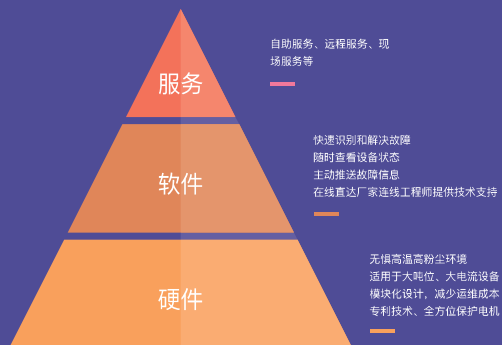 服务
自助服务、远程服务、现
场服务等
软件
快速识别和解决故障
随时查看设备状态
主动推送故障信息
在线直达厂家连线工程师提供技术支持
硬件
无惧高温高粉尘环境
适用于大吨位、大电流设备
模块化设计，减少运维成本
专利技术、全方位保护电机